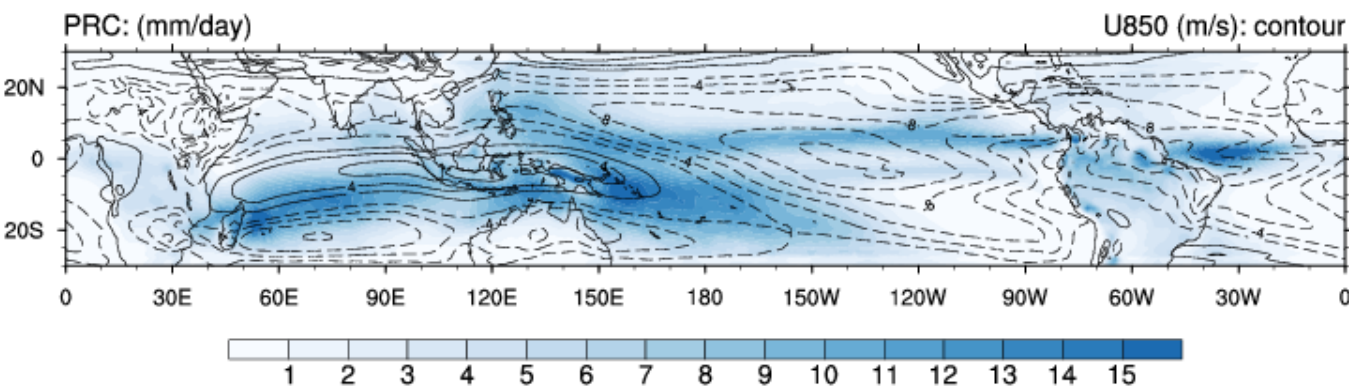 PRC: (mm/day) U850 (m/s): contour
20N
0
20S
0 30E 60E 90E 120E 150E 180 150W 120W 90W 60W 30W 0
1 2 3 4 5 6 7 8 9 10 11 12 13 14 15